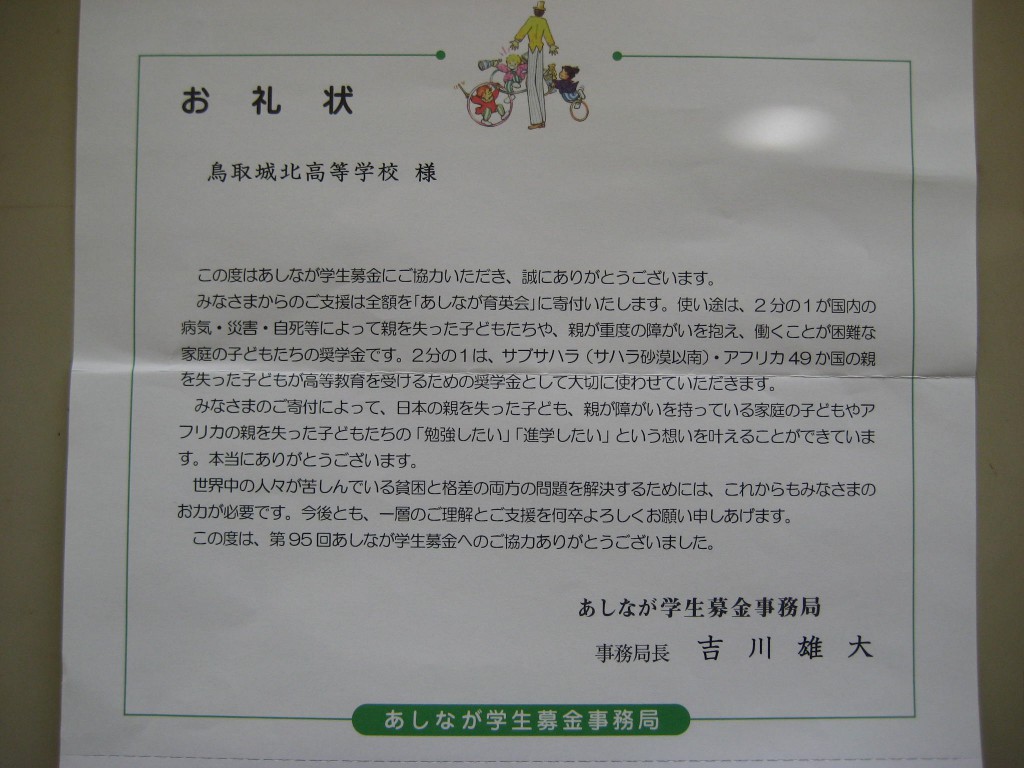 お礼状
鳥取城北高等学校 様
この度はあしなが学生募金にご協力いただき、誠にありがとうございます。
みなさまからのご支援は全額を「あしなが育英会」に寄付いたします。使い途は、２分の１が国内の
病気・災害・自死等によって親を失った子どもたちや、親が重度の障がいを抱え、働くことが困難な
家庭の子どもたちの奨学金です。２分の１は、サブサハラ（サハラ砂漠以南）・アフリカ 49 か国の親
を失った子どもが高等教育を受けるための奨学金として大切に使わせていただきます。
みなさまのご寄付によって、日本の親を失った子ども、親が障がいを持っている家庭の子どもやア
フリカの親を失った子どもたちの「勉強したい」「進学したい」という想いを叶えることができていま
す。本当にありがとうございます。
世界中の人々が苦しんでいる貧困と格差の両方の問題を解決するためには、これからもみなさまの
お力が必要です。今後とも、一層のご理解とご支援を何卒よろしくお願い申しあげます。
この度は、第 95 回あしなが学生募金へのご協力ありがとうございました。
あしなが学生募金事務局
事務局長 吉川雄大
あしなが学生募金事務局